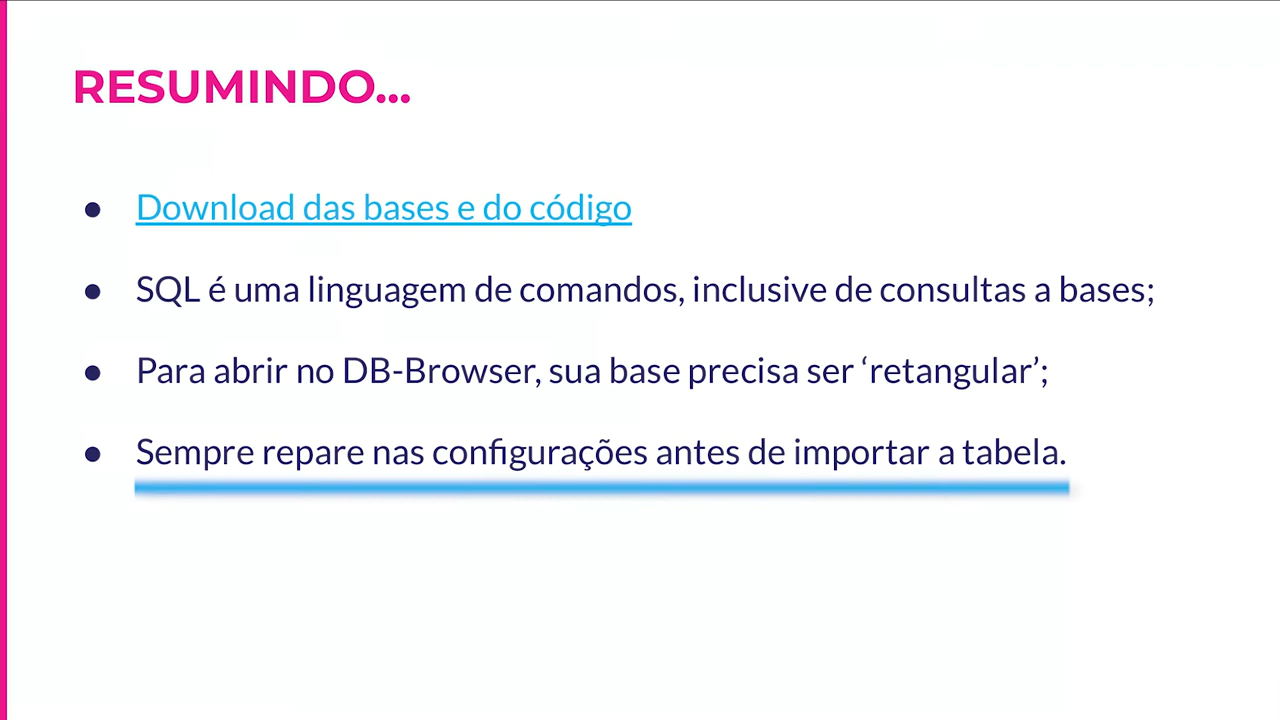 RESUMINDO...
● Download das bases e do código
● SQL é uma linguagem de comandos, inclusive de consultas a bases;
● Para abrir no DB-Browser, sua base precisa ser ‘retangular’;
● Sempre repare nas configurações antes de importar a tabela.